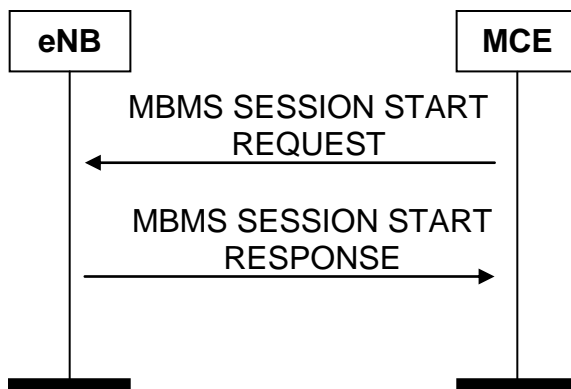 eNB
MCE
MBMS SESSION START
REQUEST
MBMS SESSION START
RESPONSE